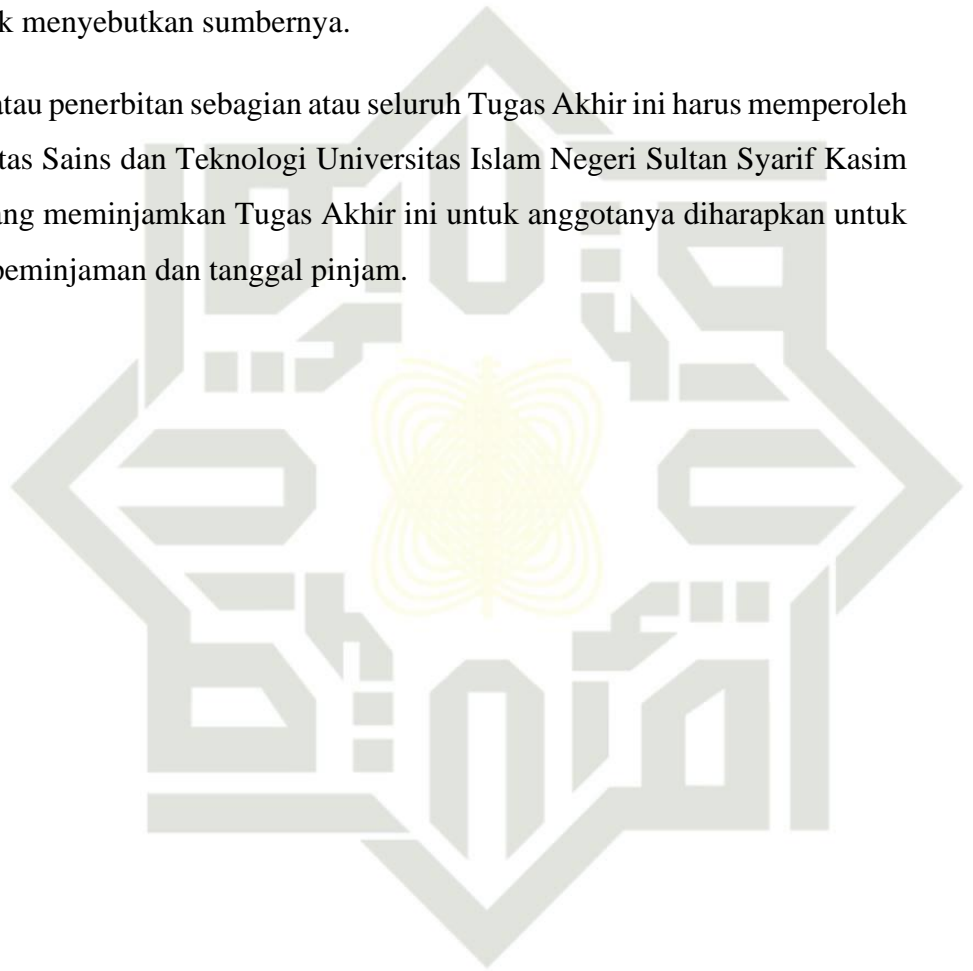 k menyebutkan sumbernya.
atau penerbitan sebagian atau seluruh Tugas Akhir ini harus memperoleh
tas Sains dan Teknologi Universitas Islam Negeri Sultan Syarif Kasim
ang meminjamkan Tugas Akhir ini untuk anggotanya diharapkan untuk
peminjaman dan tanggal pinjam.